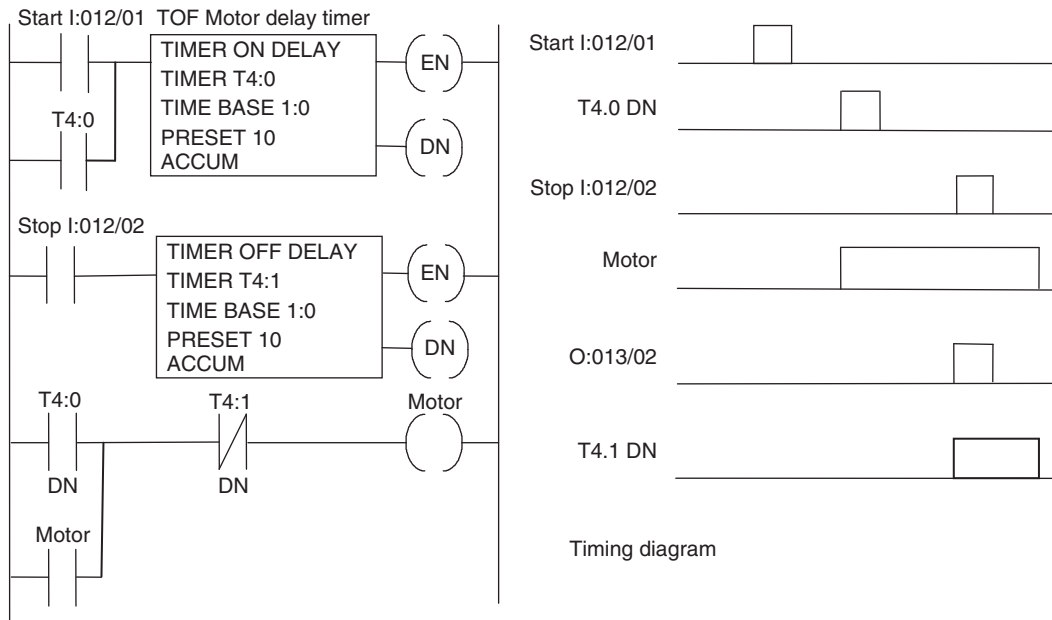 Start I:012/01 TOF Motor delay timer
TIMER ON DELAY
TIMER T4:0
TIME BASE 1:0
PRESET 10
ACCUM
EN
DN
T4:0
Stop I:012/02
TIMER OFF DELAY
TIMER T4:1
TIME BASE 1:0
PRESET 10
ACCUM
EN
DN
T4:0
DN
T4:1
DN
Motor
Motor
Start I:012/01
T4.0 DN
Stop I:012/02
Motor
O:013/02
T4.1 DN
Timing diagram